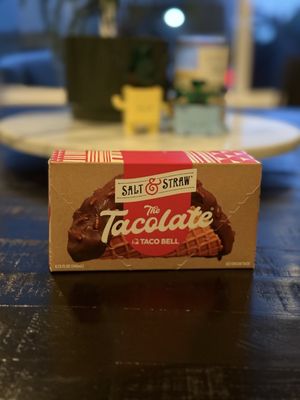 SALT & STRAW
The
Tacolate
TACO BELL